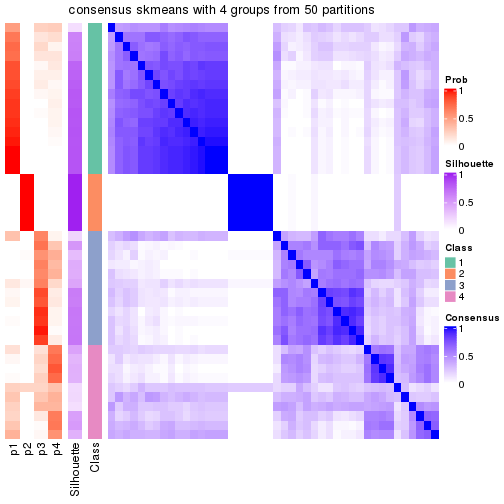 consensus skmeans with 4 groups from 50 partitions
Prob
1
0.5
0
Silhouette
1
0.5
0
Class
1
2
3
4
Consensus
1
0.5
0
p1
p2
p3
p4
Silhouette
Class